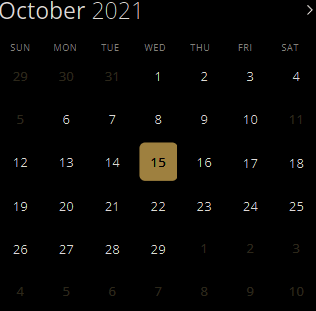 October 2021
SUN MON TUE WED THU FRI SAT
29 30 31 1 2 3 4
5 6 7 8 9 10 11
12 13 14 15 16 17 18
19 20 21 22 23 24 25
26 27 28 29 1 2 3
4 5 6 7 8 9 10